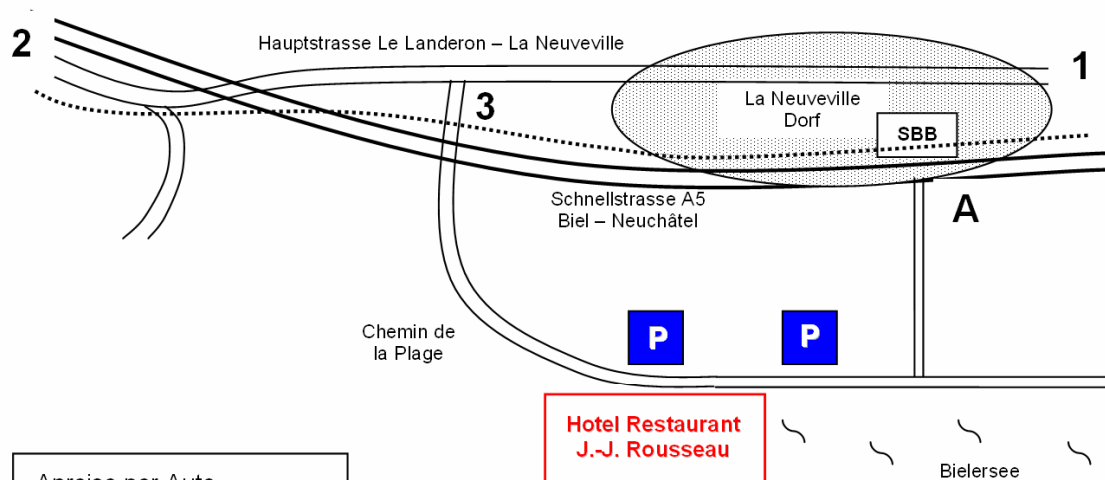 2
Hauptstrasse Le Landeron – La Neuveville
1
3
La Neuveville
Dorf
SBB
Schnellstrasse A5
Biel – Neuchâtel
A
Chemin de
la Plage
P
P
Hotel Restaurant
J.-J. Rousseau
Bielersee